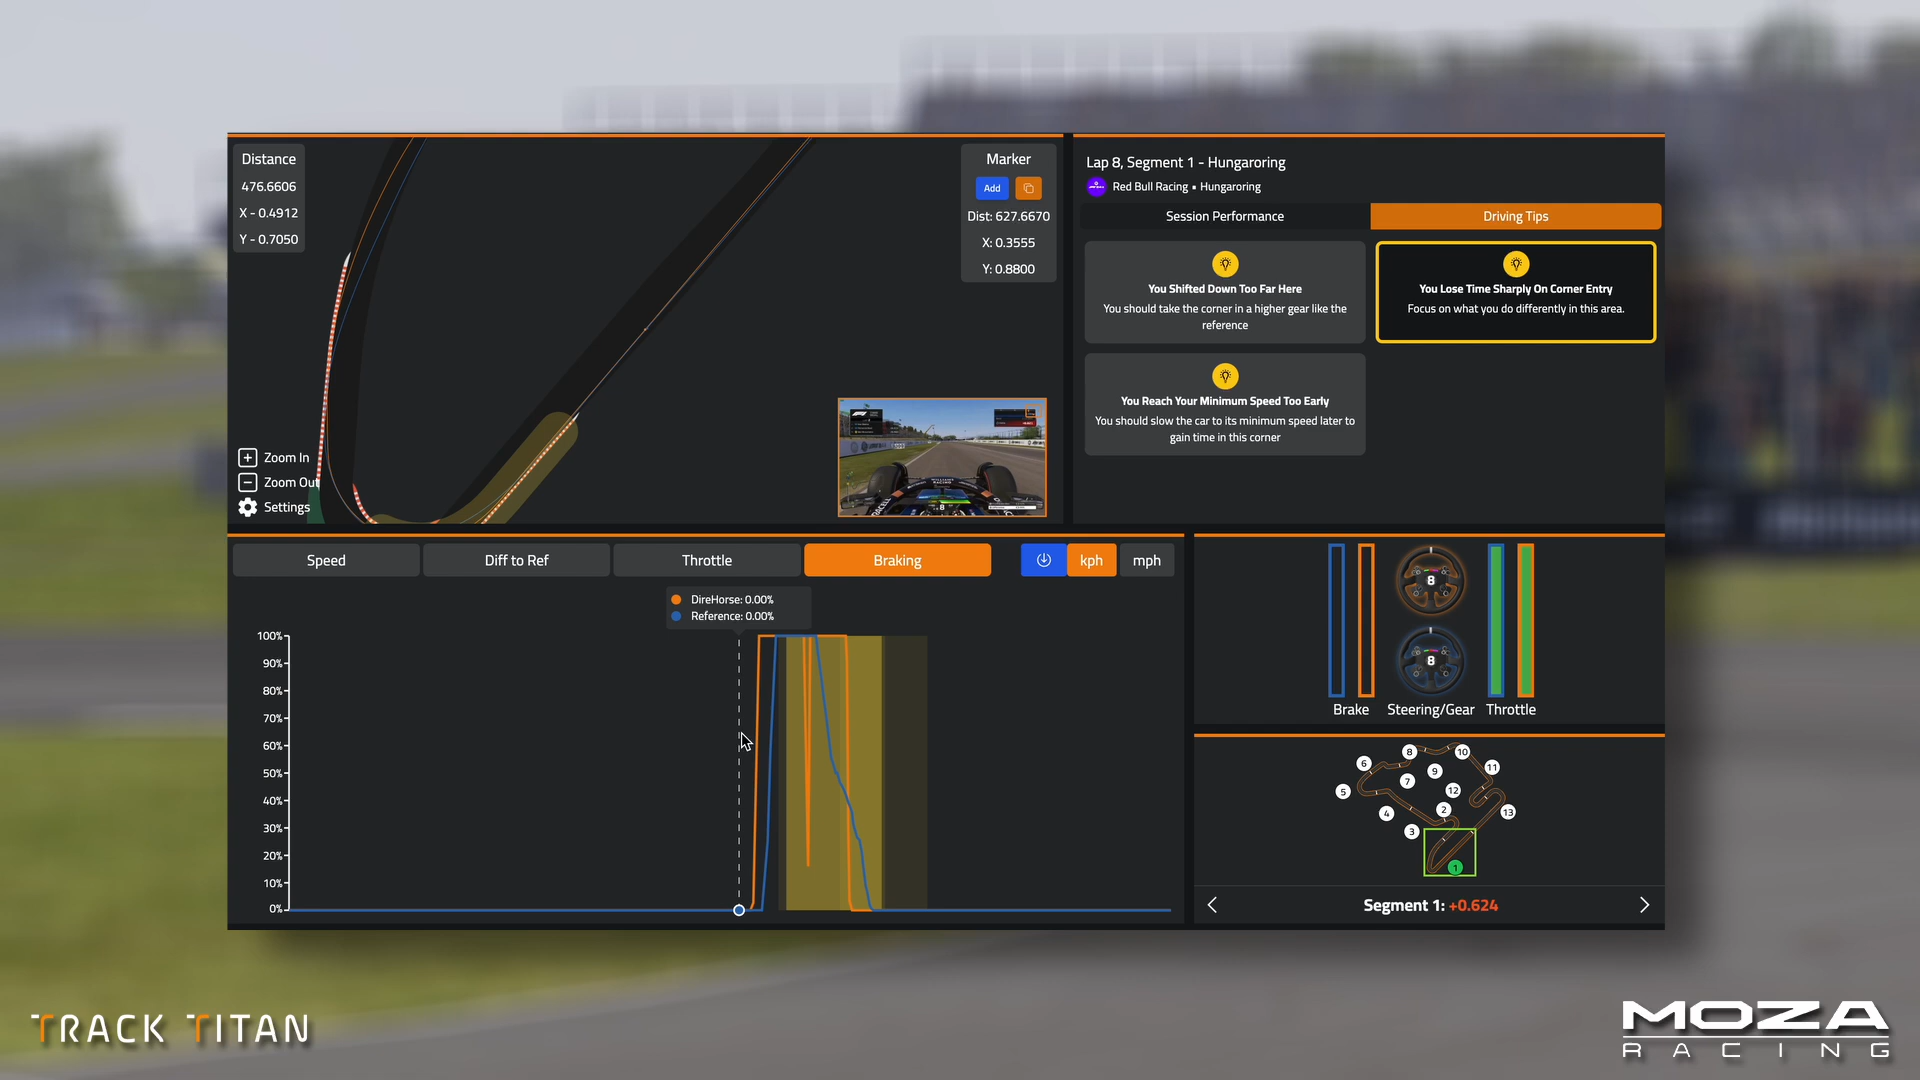 Distance
476.6606
X - 0.4912
Y - 0.7050
Marker
Add
Dist: 627.6670
X: 0.3555
Y: 0.8800
Zoom In
Zoom Out
Settings
Lap 8, Segment 1 - Hungaroring
Red Bull Racing • Hungaroring
Session Performance
Driving Tips
You Shifted Down Too Far Here
You should take the corner in a higher gear like the
reference
You Lose Time Sharply On Corner Entry
Focus on what you do differently in this area.
You Reach Your Minimum Speed Too Early
You should slow the car to its minimum speed later to
gain time in this corner
Speed
Diff to Ref
Throttle
Braking
kph
mph
DireHorse: 0.00%
Reference: 0.00%
100%
90%
80%
70%
60%
50%
40%
30%
20%
10%
0%
8
8
Brake
Steering/Gear
Throttle
8
10
6
9
11
7
5
12
2
4
13
3
1
Segment 1: +0.624
TRACK TITAN
MOZA
RACING